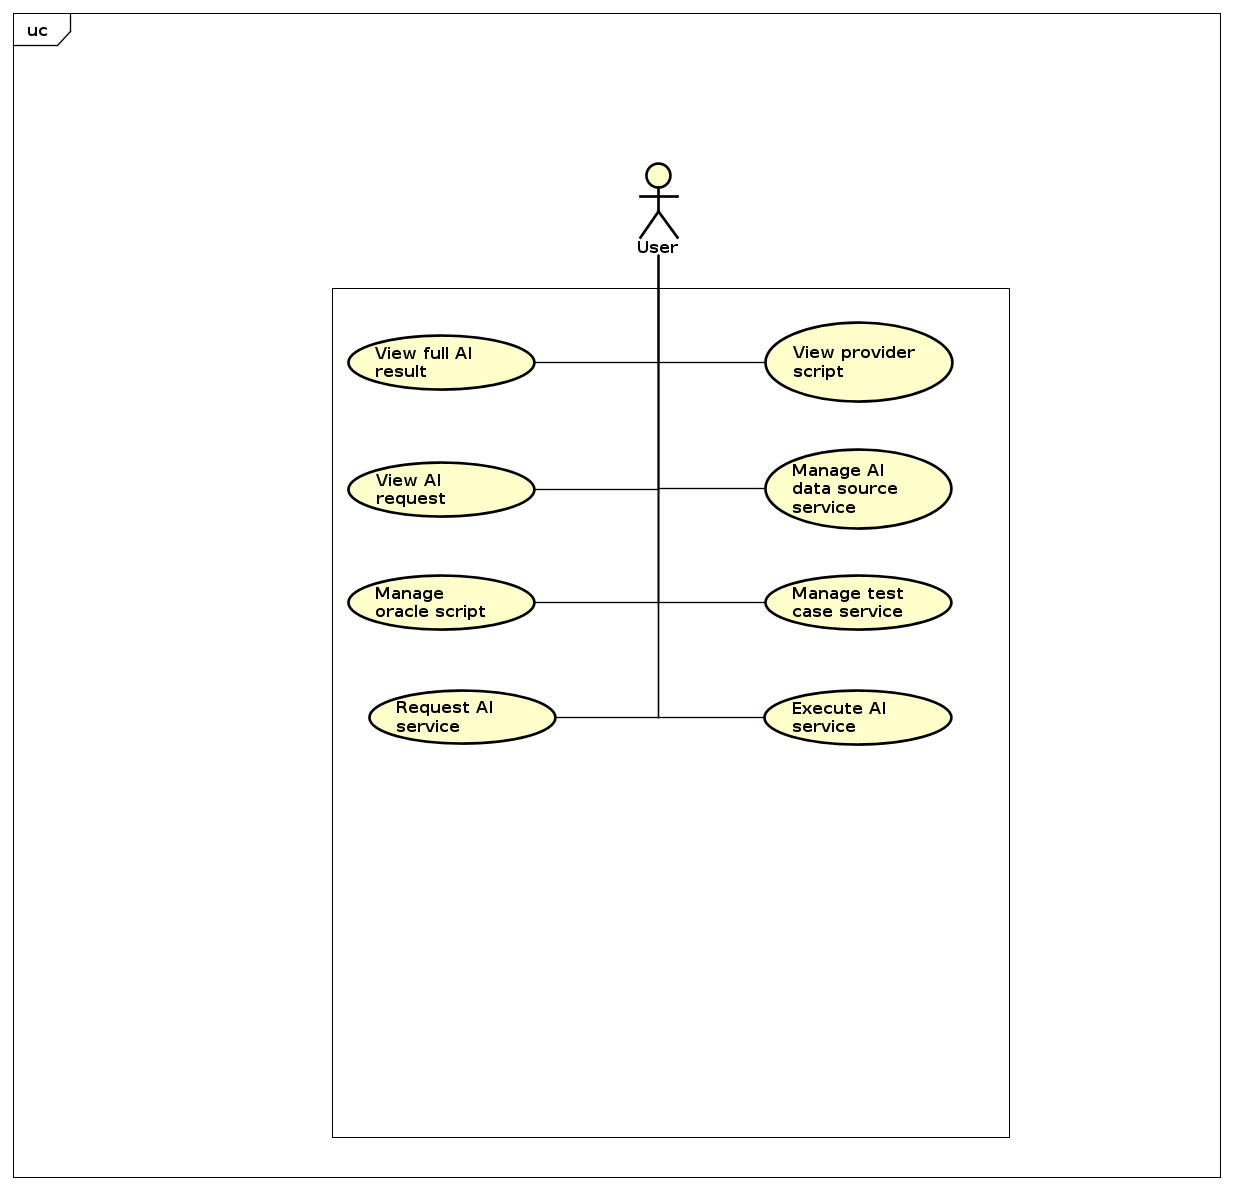 uc
User
View full AI
result
View provider
script
View AI
request
Manage AI
data source
service
Manage
oracle script
Manage test
case service
Request AI
service
Execute AI
service